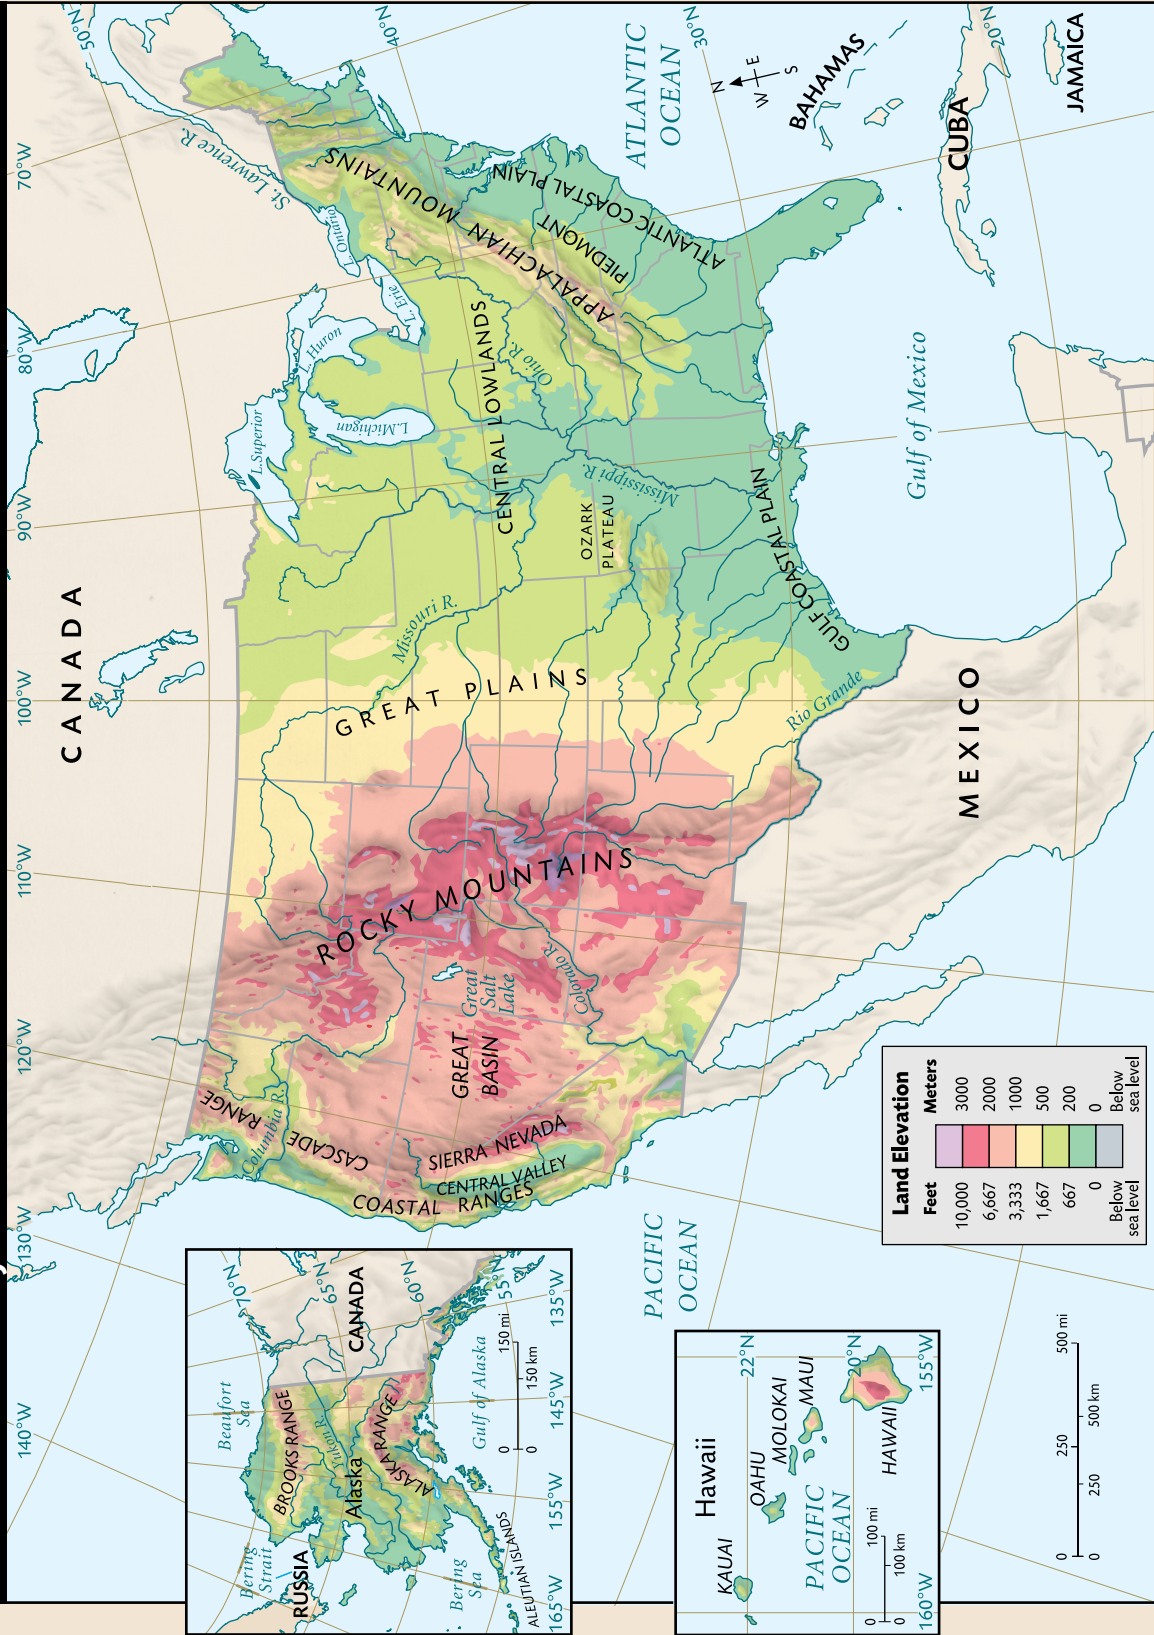 50°N
40°N
30°N
20°N
70°W
80°W
90°W
100°W
110°W
120°W
130°W
140°W
CANADA
St. Lawrence R.
L. Ontario
L. Erie
L. Huron
L. Michigan
L. Superior
ATLANTIC
OCEAN
N
E
S
W
BAHAMAS
CUBA
JAMAICA
APPALACHIAN MOUNTAINS
PIEDMONT
ATLANTIC COASTAL PLAIN
CENTRAL LOWLANDS
Ohio R.
Mississippi R.
OZARK
PLATEAU
GULF COASTAL PLAIN
Gulf of Mexico
Missouri R.
GREAT PLAINS
Rio Grande
MEXICO
ROCKY MOUNTAINS
Great
Salt
Lake
Colorado R.
GREAT
BASIN
CASCADE RANGE
Columbia R.
SIERRA NEVADA
CENTRAL VALLEY
COASTAL RANGES
PACIFIC
OCEAN
Land Elevation
Feet
Meters
10,000
3000
6,667
2000
3,333
1000
1,667
500
667
200
0
0
Below
sea level
Below
sea level
0
250
500 mi
0
250
500 km
70°N
65°N
60°N
55°N
Beaufort
Sea
BROOKS RANGE
Yukon R.
Alaska
ALASKA RANGE
CANADA
Bering
Strait
RUSSIA
Bering
Sea
ALEUTIAN ISLANDS
Gulf of Alaska
0
150 mi
0
150 km
165°W
155°W
145°W
135°W
Hawaii
KAUAI
OAHU
MOLOKAI
MAUI
HAWAII
PACIFIC
OCEAN
22°N
20°N
0
100 mi
0
100 km
160°W
155°W